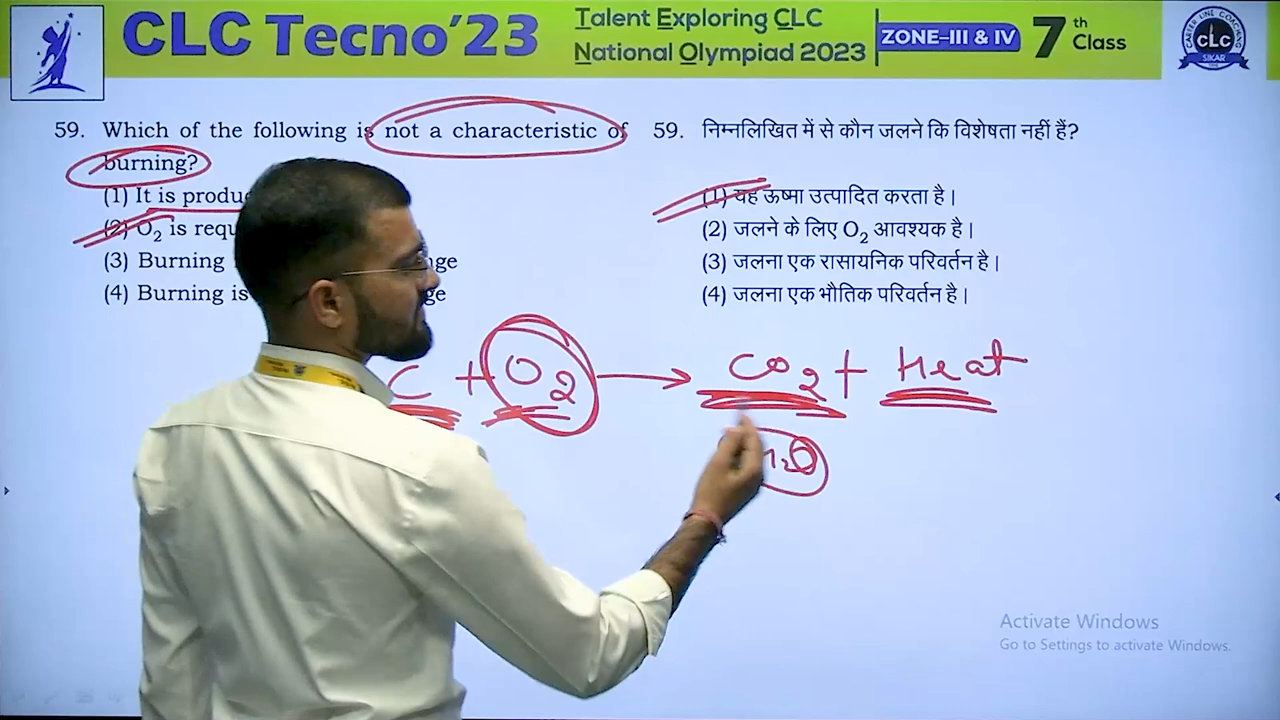 CLC Tecno'23
Talent Exploring CLC
National Olympiad 2023
ZONE–III & IV
7th Class
CAREER LINE COACHING
CLC
SIKAR
59. Which of the following is not a characteristic of
burning?
(1) It is
(2) O2 is
(3) Burning
(4) Burning is
59. निम्नलिखित में से कौन जलने कि विशेषता नहीं हैं?
(1) यह ऊष्मा उत्पादित करता है।
(2) जलने के लिए O2 आवश्यक है।
(3) जलना एक रासायनिक परिवर्तन है।
(4) जलना एक भौतिक परिवर्तन है।
C + O2 → CO2 + Heat
Activate Windows
Go to Settings to activate Windows.